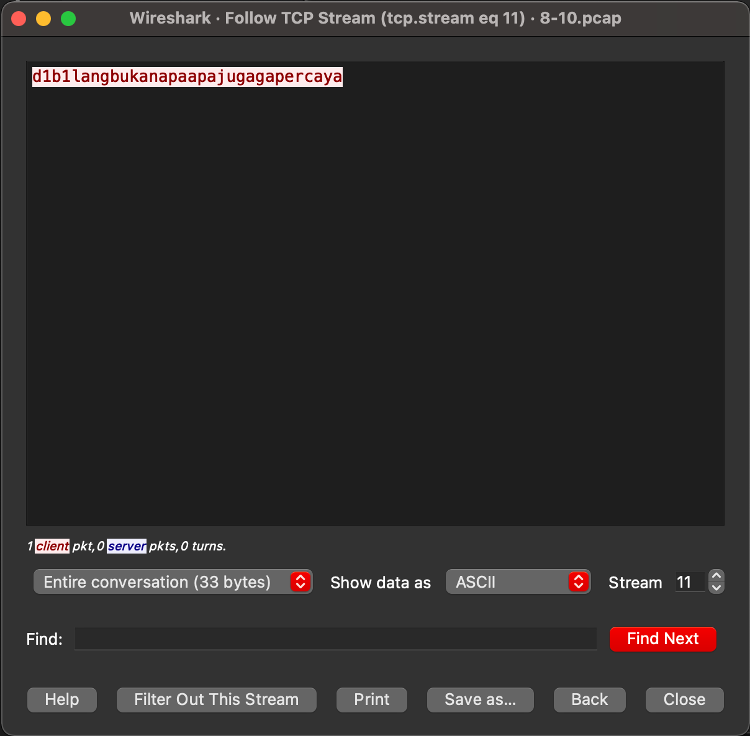 Wireshark · Follow TCP Stream (tcp.stream eq 11) · 8-10.pcap
d1b1langbukanapaapajugagapercaya
1 client pkt, 0 server pkts, 0 turns.
Entire conversation (33 bytes) Show data as ASCII Stream 11
Find: Find Next
Help Filter Out This Stream Print Save as... Back Close